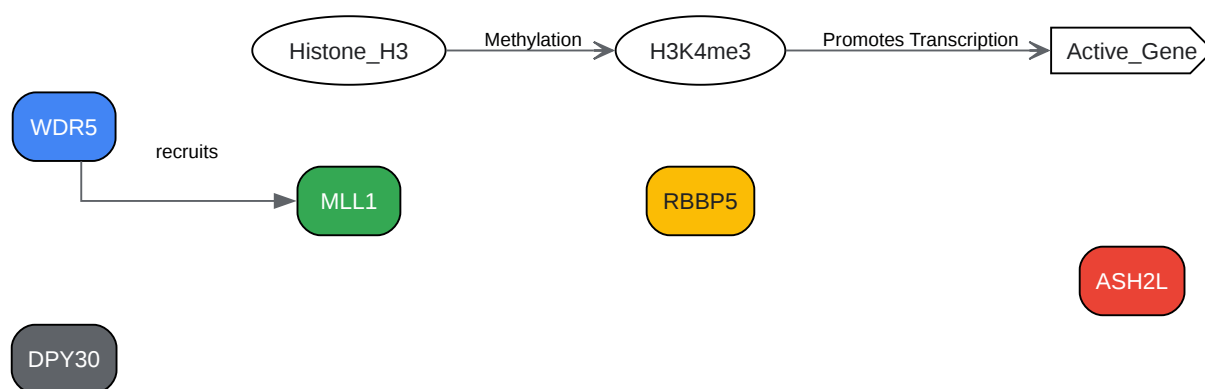 Histone_H3
Methylation
H3K4me3
Promotes Transcription
Active_Gene
WDR5
recruits
MLL1
RBBP5
ASH2L
DPY30